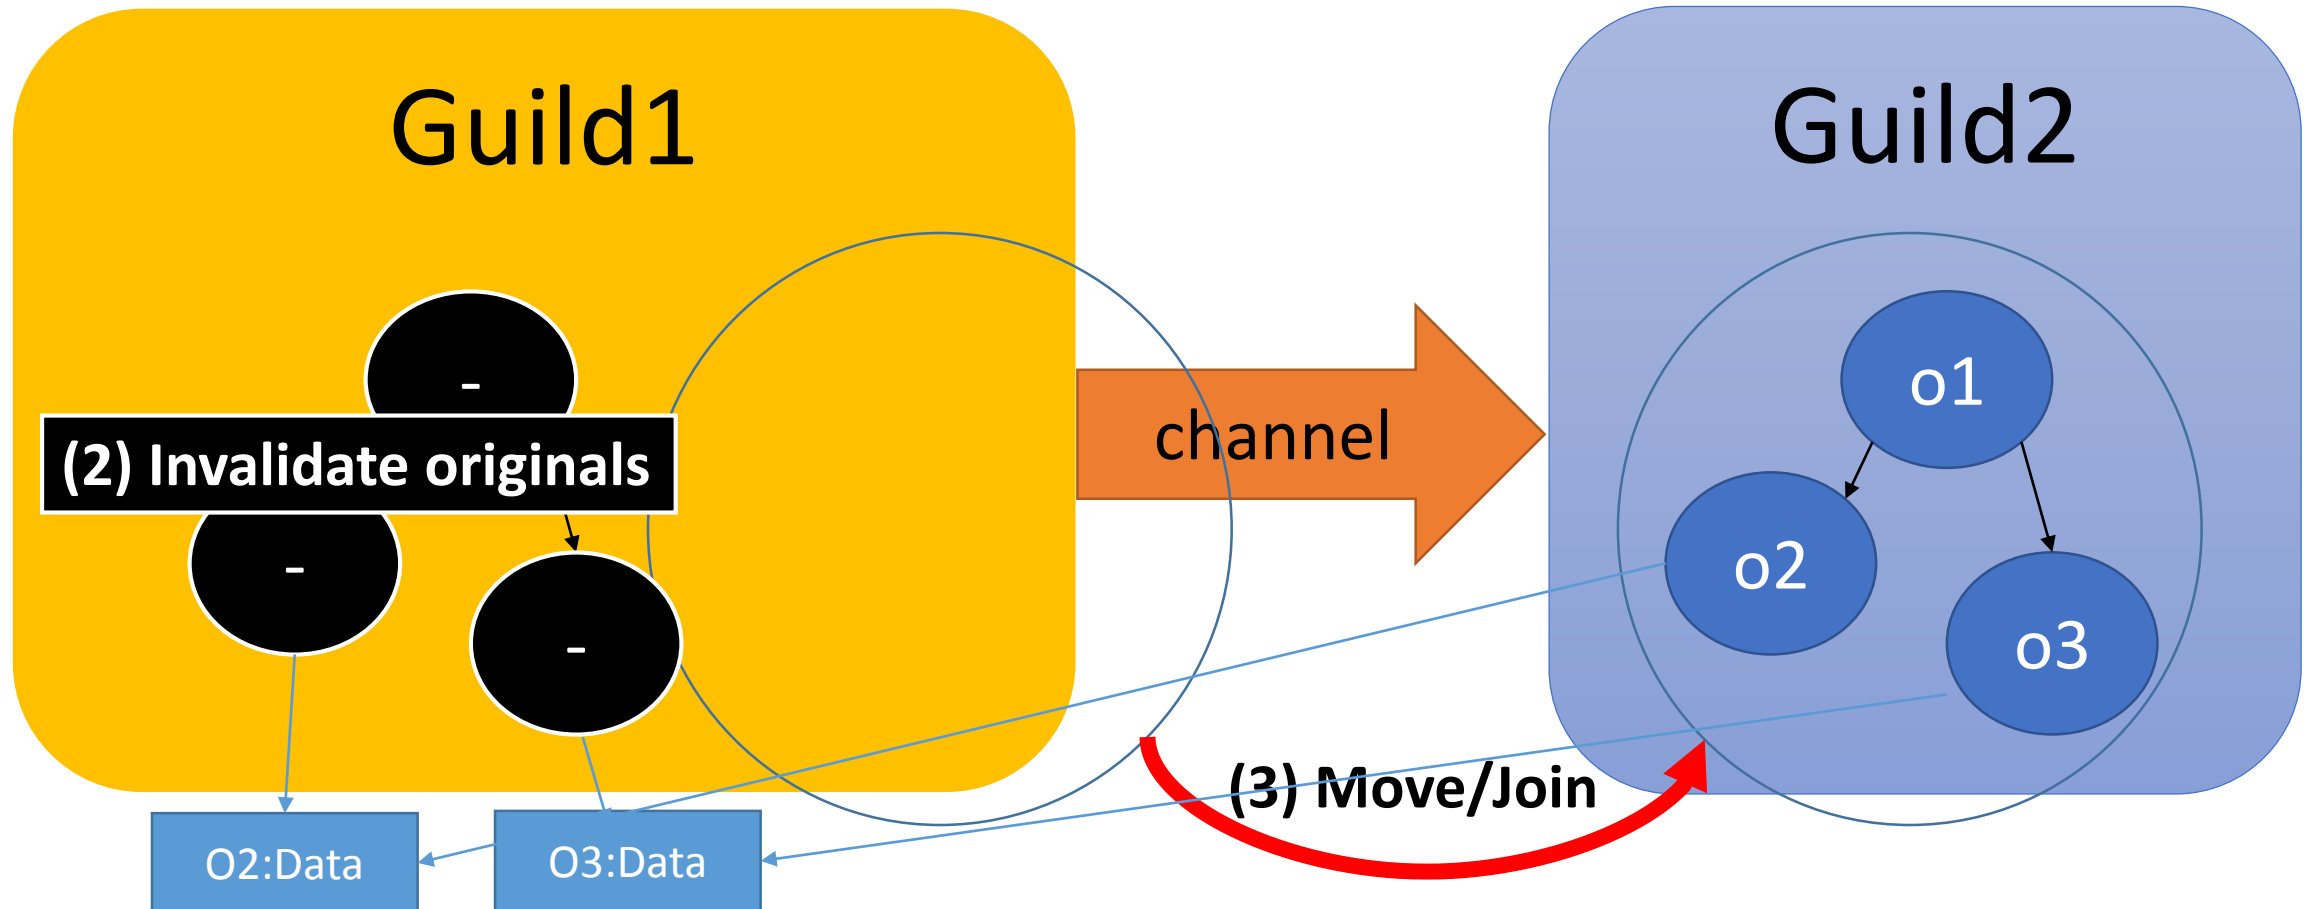 Guild1
Guild2
-
o1
channel
(2) Invalidate originals
-
o2
-
o3
(3) Move/Join
O2:Data
O3:Data